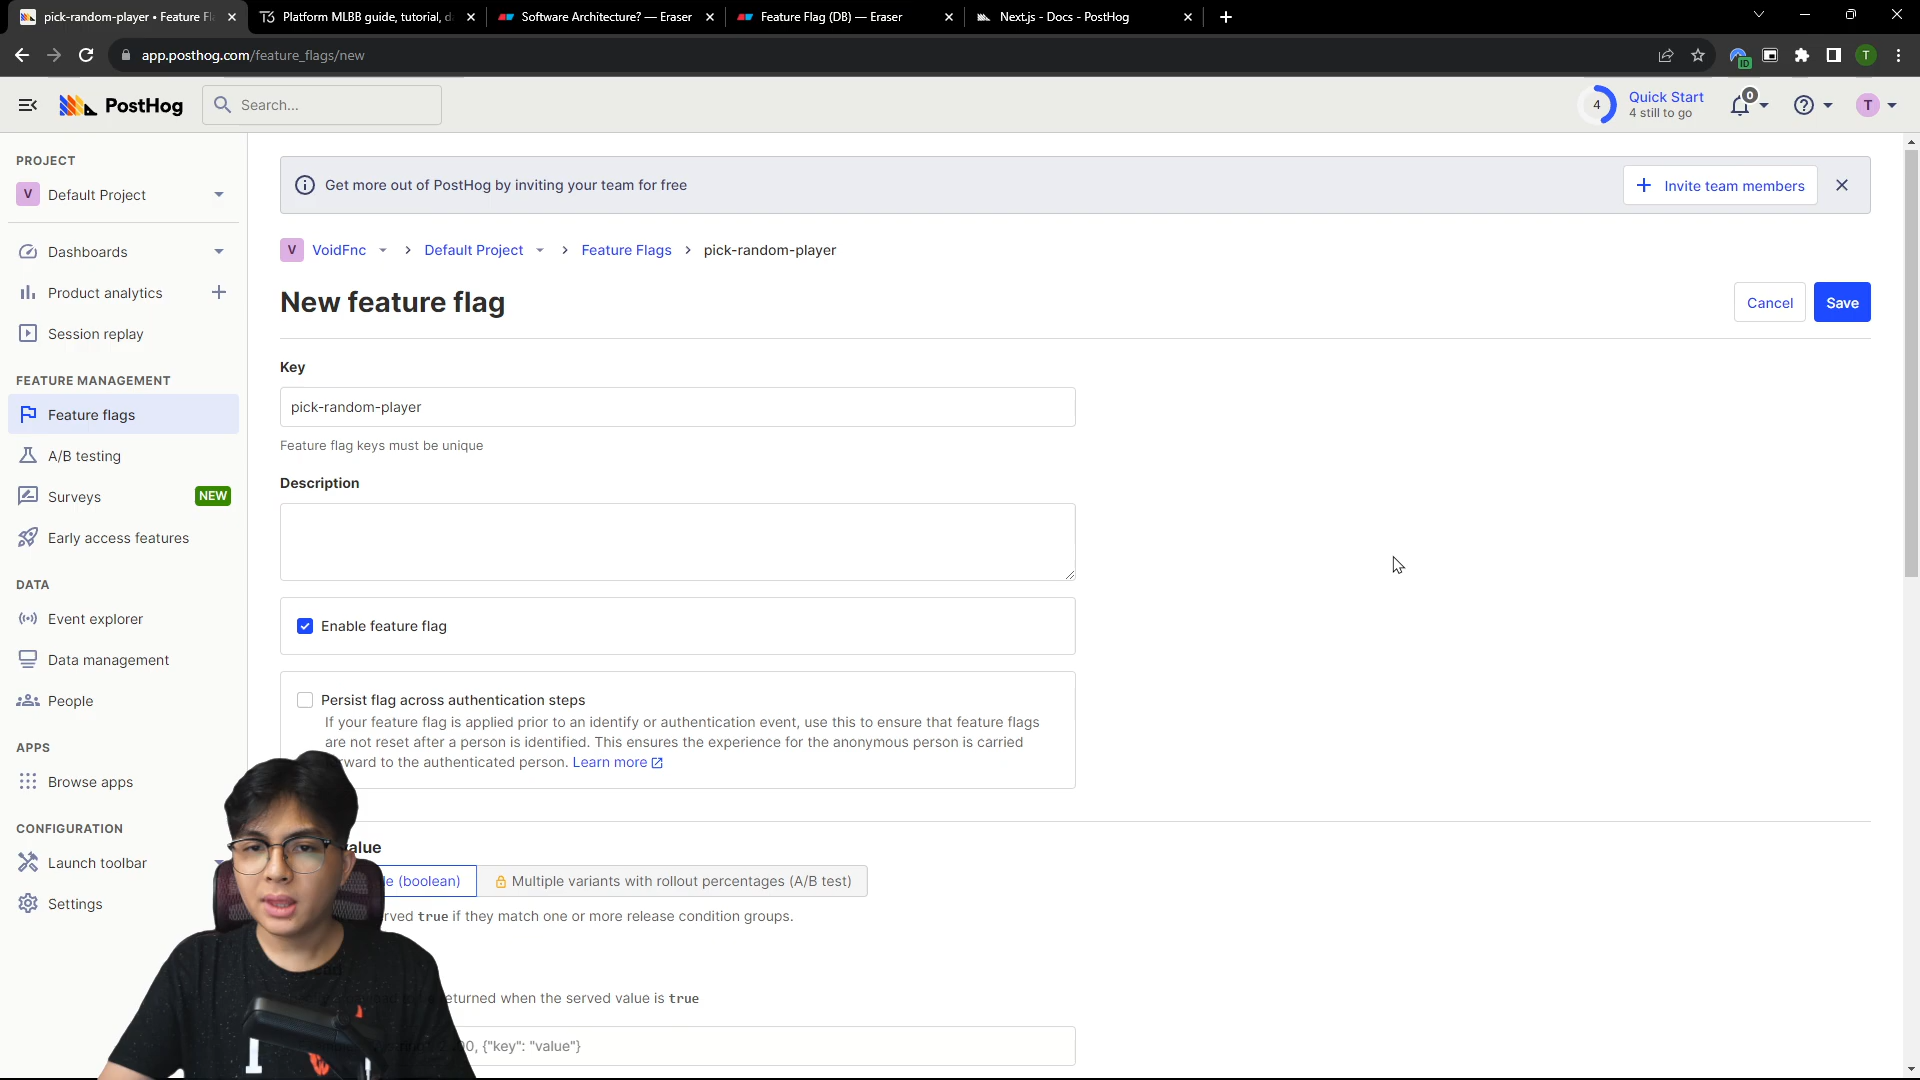 pick-random-player • Feature Fl
Platform MLBB guide, tutorial, d
Software Architecture? — Eraser
Feature Flag (DB) — Eraser
Next.js - Docs - PostHog
app.posthog.com/feature_flags/new
ID
T
PostHog
Search...
4
Quick Start
4 still to go
0
T
PROJECT
V Default Project
Dashboards
Product analytics
Session replay
FEATURE MANAGEMENT
Feature flags
A/B testing
Surveys NEW
Early access features
DATA
Event explorer
Data management
People
APPS
Browse apps
CONFIGURATION
Launch toolbar
Settings
Get more out of PostHog by inviting your team for free
Invite team members
V VoidFnc > Default Project > Feature Flags > pick-random-player
New feature flag
Cancel
Save
Key
pick-random-player
Feature flag keys must be unique
Description
Enable feature flag
Persist flag across authentication steps
If your feature flag is applied prior to an identify or authentication event, use this to ensure that feature flags
are not reset after a person is identified. This ensures the experience for the anonymous person is carried
ward to the authenticated person. Learn more
value
(boolean)
Multiple variants with rollout percentages (A/B test)
rved true if they match one or more release condition groups.
eturned when the served value is true
00, {"key": "value"}